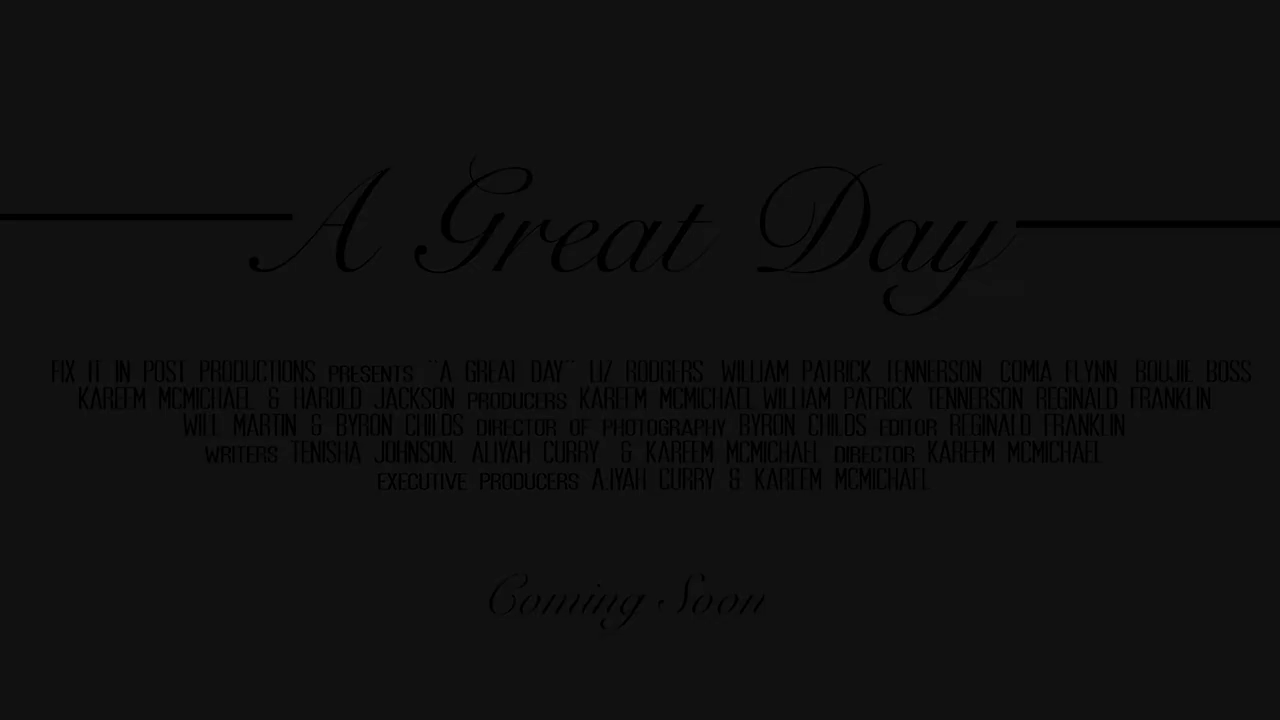 A Great Day
FIX IT IN POST PRODUCTIONS PRESENTS "A GREAT DAY" LIZ RODGERS WILLIAM PATRICK TENNERSON COMIA FLYNN BOUJIE BOSS
KAREEM MCMICHAEL & HAROLD JACKSON PRODUCERS KAREEM MCMICHAEL WILLIAM PATRICK TENNERSON REGINALD FRANKLIN
WILL MARTIN & BYRON CHILDS DIRECTOR OF PHOTOGRAPHY BYRON CHILDS EDITOR REGINALD FRANKLIN
WRITERS TENISHA JOHNSON, ALIYAH CURRY & KAREEM MCMICHAEL DIRECTOR KAREEM MCMICHAEL
EXECUTIVE PRODUCERS A.IYAH CURRY & KAREEM MCMICHAEL
Coming Soon